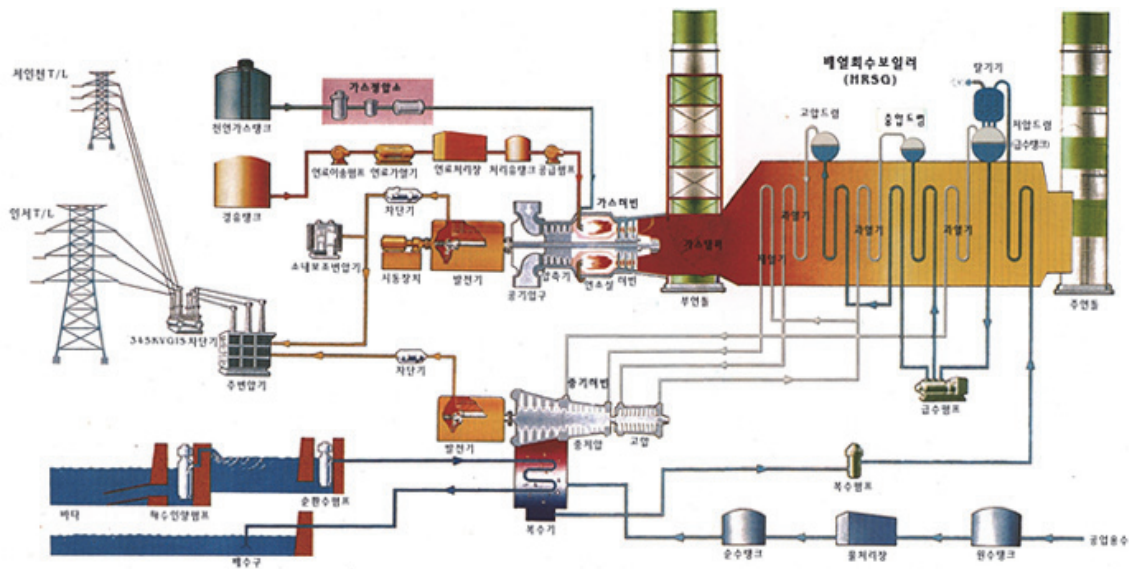 서인천 T/L
천연가스탱크
가스정압소
배열회수보일러
(HRSG)
탈기기
고압드럼
중압드럼
저압드럼
(급수탱크)
경유탱크
연료이송펌프
연료가열기
연료처리장
처리유탱크
공급펌프
가스터빈
차단기
인서 T/L
소내보조변압기
시동장치
발전기
공기입구
압축기
연소실
터빈
가스댐퍼
부연돌
재열기
과열기
과열기
과열기
주연돌
345KVGIS차단기
주변압기
차단기
증기터빈
발전기
중저압
고압
급수펌프
바다
해수인양펌프
순환수펌프
배수구
복수기
복수펌프
순수탱크
물처리장
원수탱크
공업용수